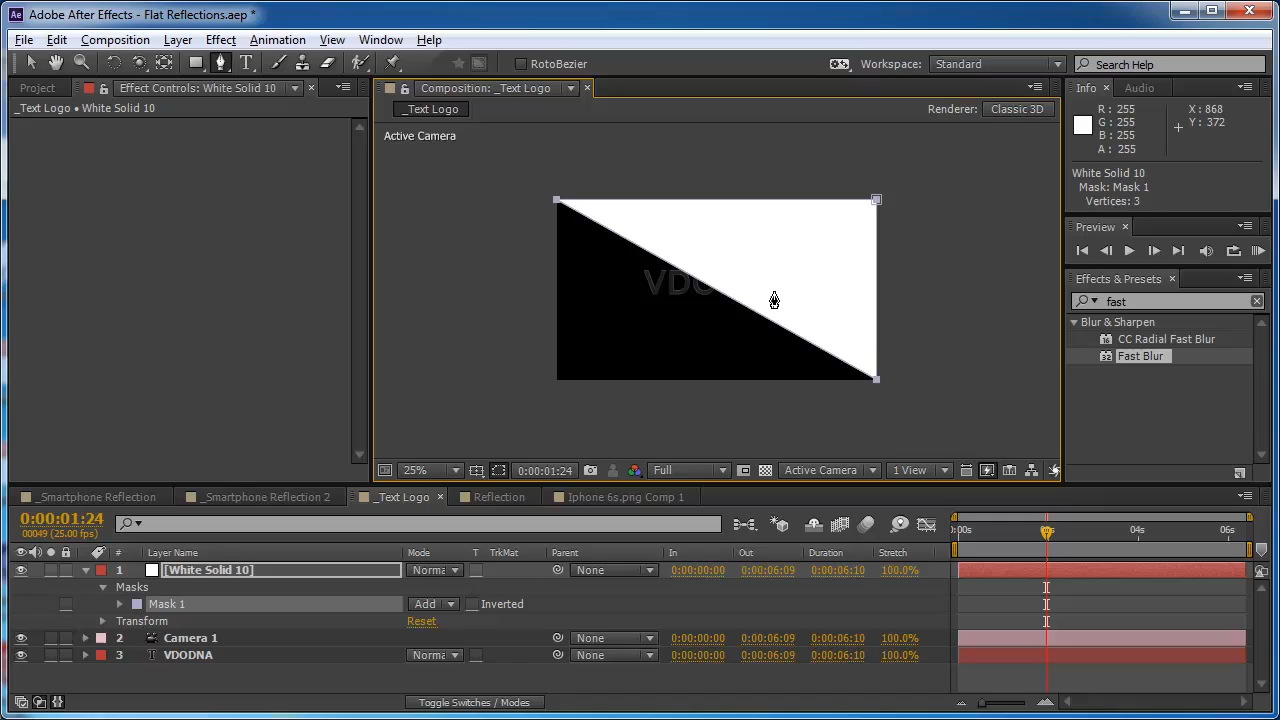 Adobe After Effects - Flat Reflections.aep *
File Edit Composition Layer Effect Animation View Window Help
RotoBezier
Workspace: Standard
Search Help
Project
Effect Controls: White Solid 10
_Text Logo • White Solid 10
Composition: _Text Logo
_Text Logo
Renderer: Classic 3D
Active Camera
VDO
25%
0:00:01:24
Full
Active Camera
1 View
Info
Audio
R : 255
G : 255
B : 255
A : 255
X : 868
Y : 372
White Solid 10
Mask: Mask 1
Vertices: 3
Preview
Effects & Presets
fast
Blur & Sharpen
CC Radial Fast Blur
Fast Blur
_Smartphone Reflection
_Smartphone Reflection 2
_Text Logo
Reflection
Iphone 6s.png Comp 1
0:00:01:24
00049 (25.00 fps)
# Layer Name Mode T TrkMat Parent In Out Duration Stretch
:00s 04s 06s
1 [White Solid 10] Norma None 0:00:00:00 0:00:06:09 0:00:06:10 100.0%
Masks
Mask 1 Add Inverted
Transform Reset
2 Camera 1 None 0:00:00:00 0:00:06:09 0:00:06:10 100.0%
3 VDODNA Norma None 0:00:00:00 0:00:06:09 0:00:06:10 100.0%
Toggle Switches / Modes